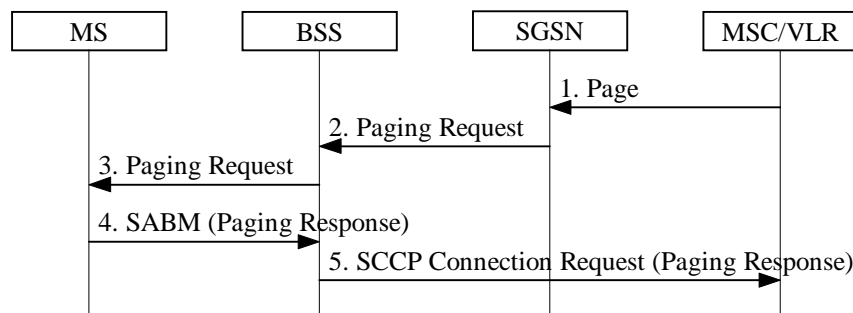 MS BSS SGSN MSC/VLR
1. Page
2. Paging Request
3. Paging Request
4. SABM (Paging Response)
5. SCCP Connection Request (Paging Response)